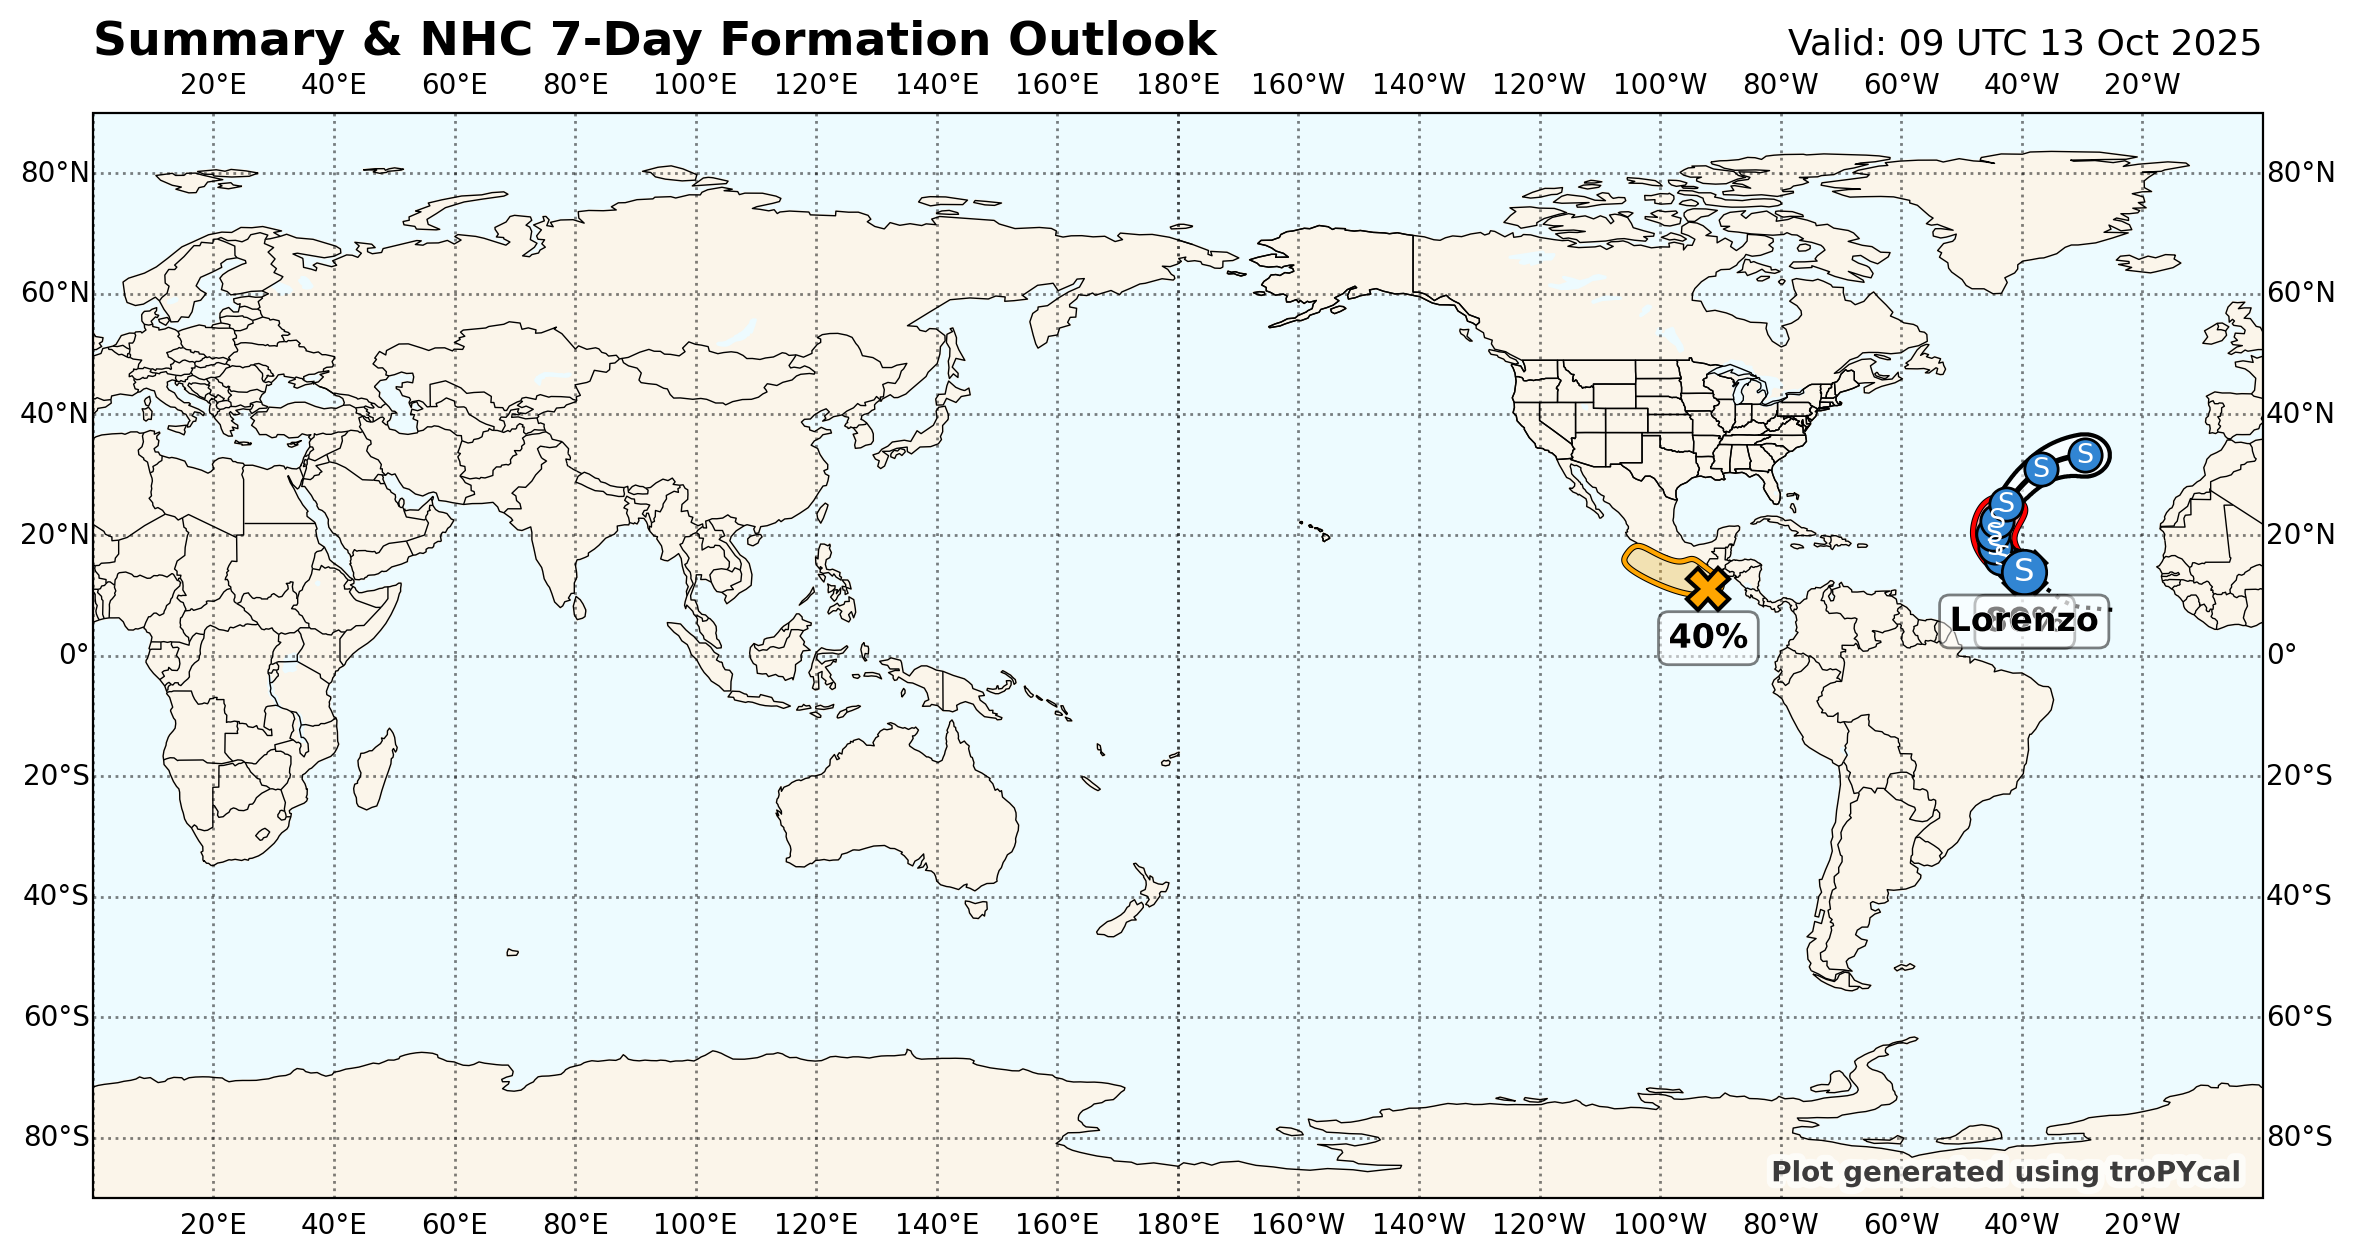 Summary & NHC 7-Day Formation Outlook
Valid: 09 UTC 13 Oct 2025
20°E 40°E 60°E 80°E 100°E 120°E 140°E 160°E 180°E 160°W 140°W 120°W 100°W 80°W 60°W 40°W 20°W
80°N 80°N
60°N 60°N
40°N 40°N
S S
S
S
20°N 20°N
S
S
S
40%
Lorenzo
0° 0°
20°S 20°S
40°S 40°S
60°S 60°S
80°S 80°S
Plot generated using troPYcal
20°E 40°E 60°E 80°E 100°E 120°E 140°E 160°E 180°E 160°W 140°W 120°W 100°W 80°W 60°W 40°W 20°W